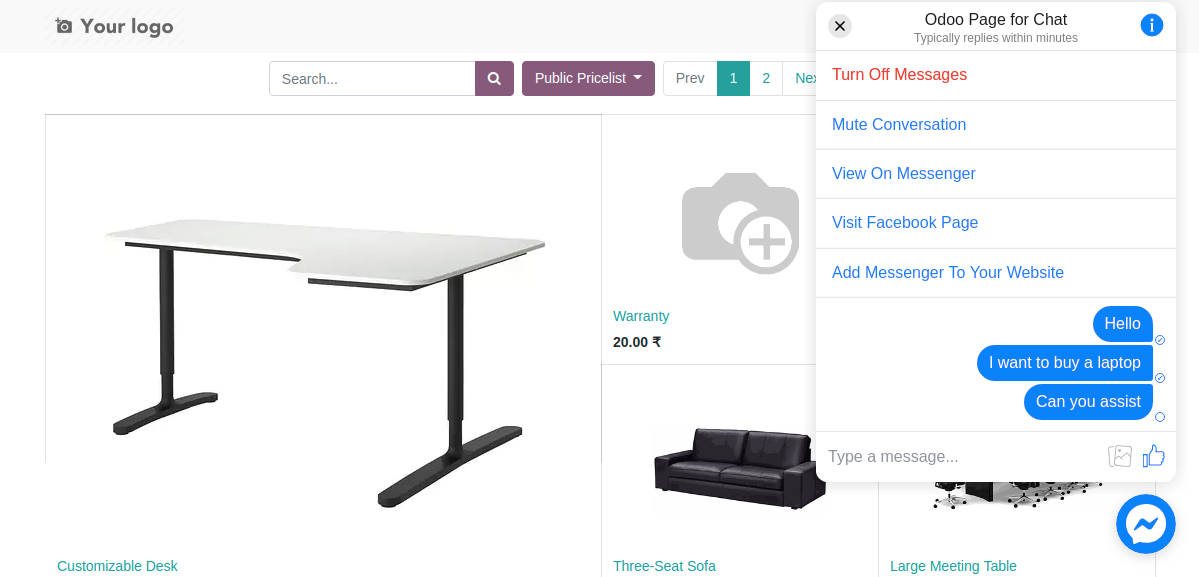 Your logo
Search...
Public Pricelist
Prev
1
2
Odoo Page for Chat
Typically replies within minutes
Turn Off Messages
Mute Conversation
View On Messenger
Visit Facebook Page
Add Messenger To Your Website
Hello
I want to buy a laptop
Can you assist
Type a message...
Warranty
20.00 ₹
Customizable Desk
Three-Seat Sofa
Large Meeting Table